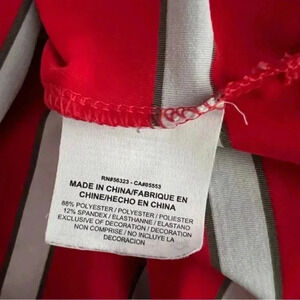 RN#56323 - CA#05553
MADE IN CHINA/FABRIQUE EN
CHINE/HECHO EN CHINA
88% POLYESTER / POLYESTER / POLIESTER
12% SPANDEX / ELASTHANNE / ELASTANO
EXCLUSIVE OF DECORATION / DECORATION
NON COMPRISE / NO INCLUYE LA
DECORACION